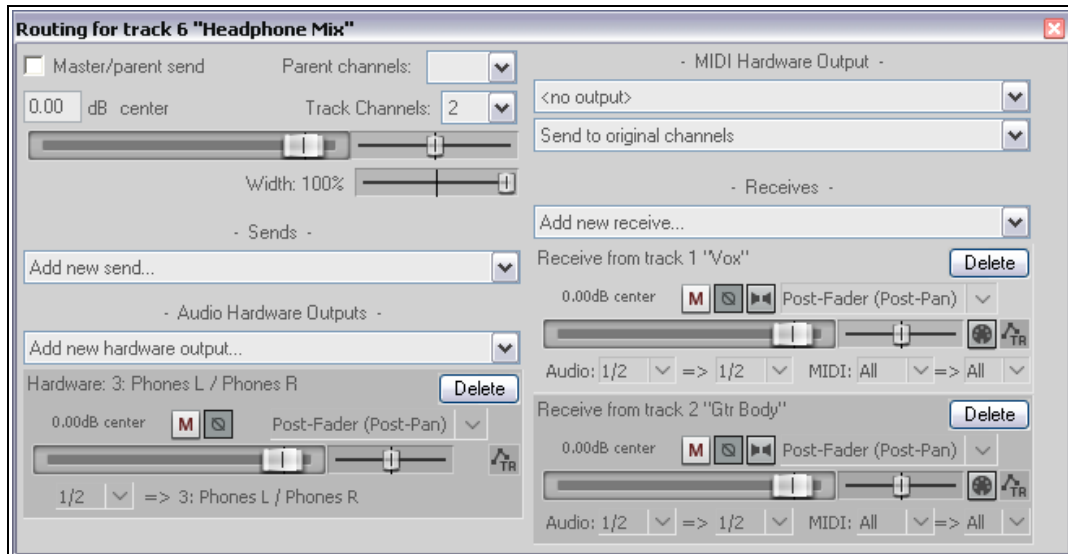 Routing for track 6 "Headphone Mix"
Master/parent send Parent channels:
0.00 dB center Track Channels: 2
Width: 100%
- Sends -
Add new send...
- Audio Hardware Outputs -
Add new hardware output...
Hardware: 3: Phones L / Phones R Delete
0.00dB center M Post-Fader (Post-Pan)
TR
1/2 => 3: Phones L / Phones R
- MIDI Hardware Output -
<no output>
Send to original channels
- Receives -
Add new receive...
Receive from track 1 "Vox" Delete
0.00dB center M Post-Fader (Post-Pan)
TR
Audio: 1/2 => 1/2 MIDI: All => All
Receive from track 2 "Gtr Body" Delete
0.00dB center M Post-Fader (Post-Pan)
TR
Audio: 1/2 => 1/2 MIDI: All => All